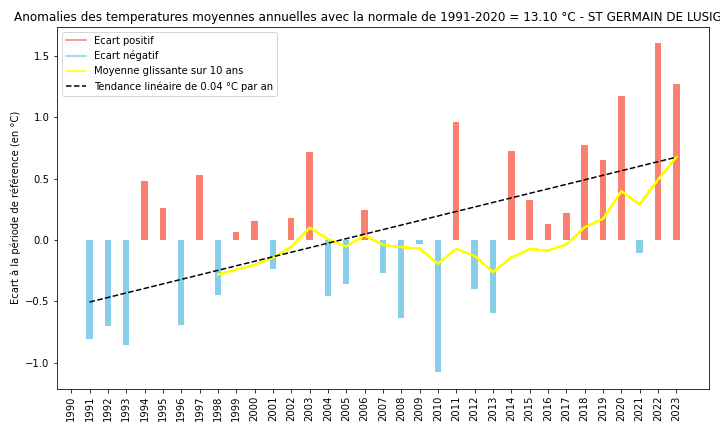 Anomalies des temperatures moyennes annuelles avec la normale de 1991-2020 = 13.10 °C - ST GERMAIN DE LUSIG
Ecart positif
Ecart négatif
Moyenne glissante sur 10 ans
Tendance linéaire de 0.04 °C par an
Ecart à la période de référence (en °C)
1.5
1.0
0.5
0.0
−0.5
−1.0
1990 1991 1992 1993 1994 1995 1996 1997 1998 1999 2000 2001 2002 2003 2004 2005 2006 2007 2008 2009 2010 2011 2012 2013 2014 2015 2016 2017 2018 2019 2020 2021 2022 2023